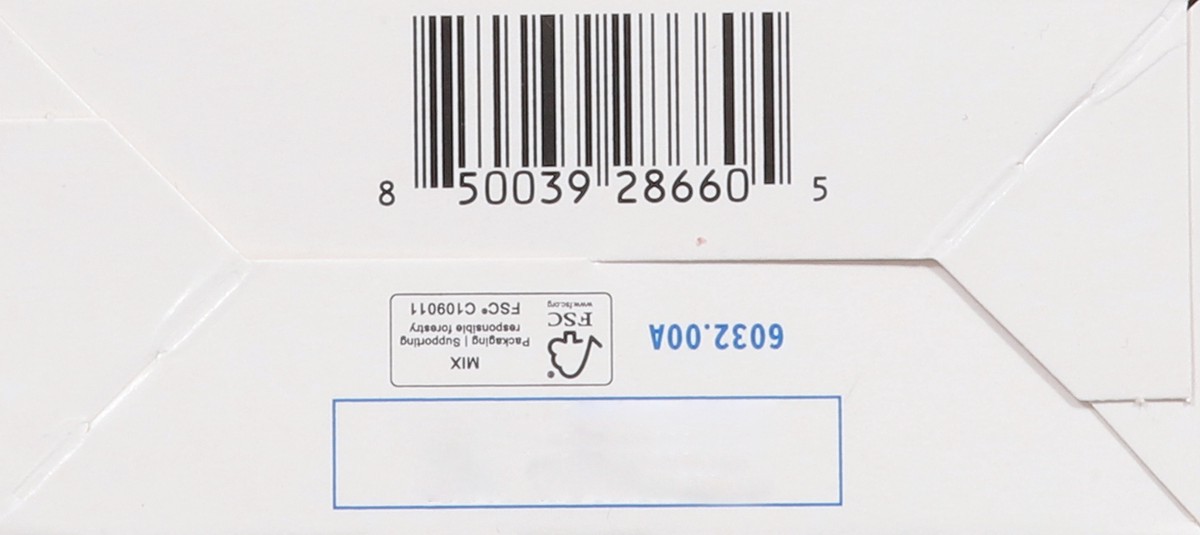 8 50039 28660 5
6032.00A
MIX
Packaging | Supporting
responsible forestry
FSC® C109011
FSC
www.fsc.org